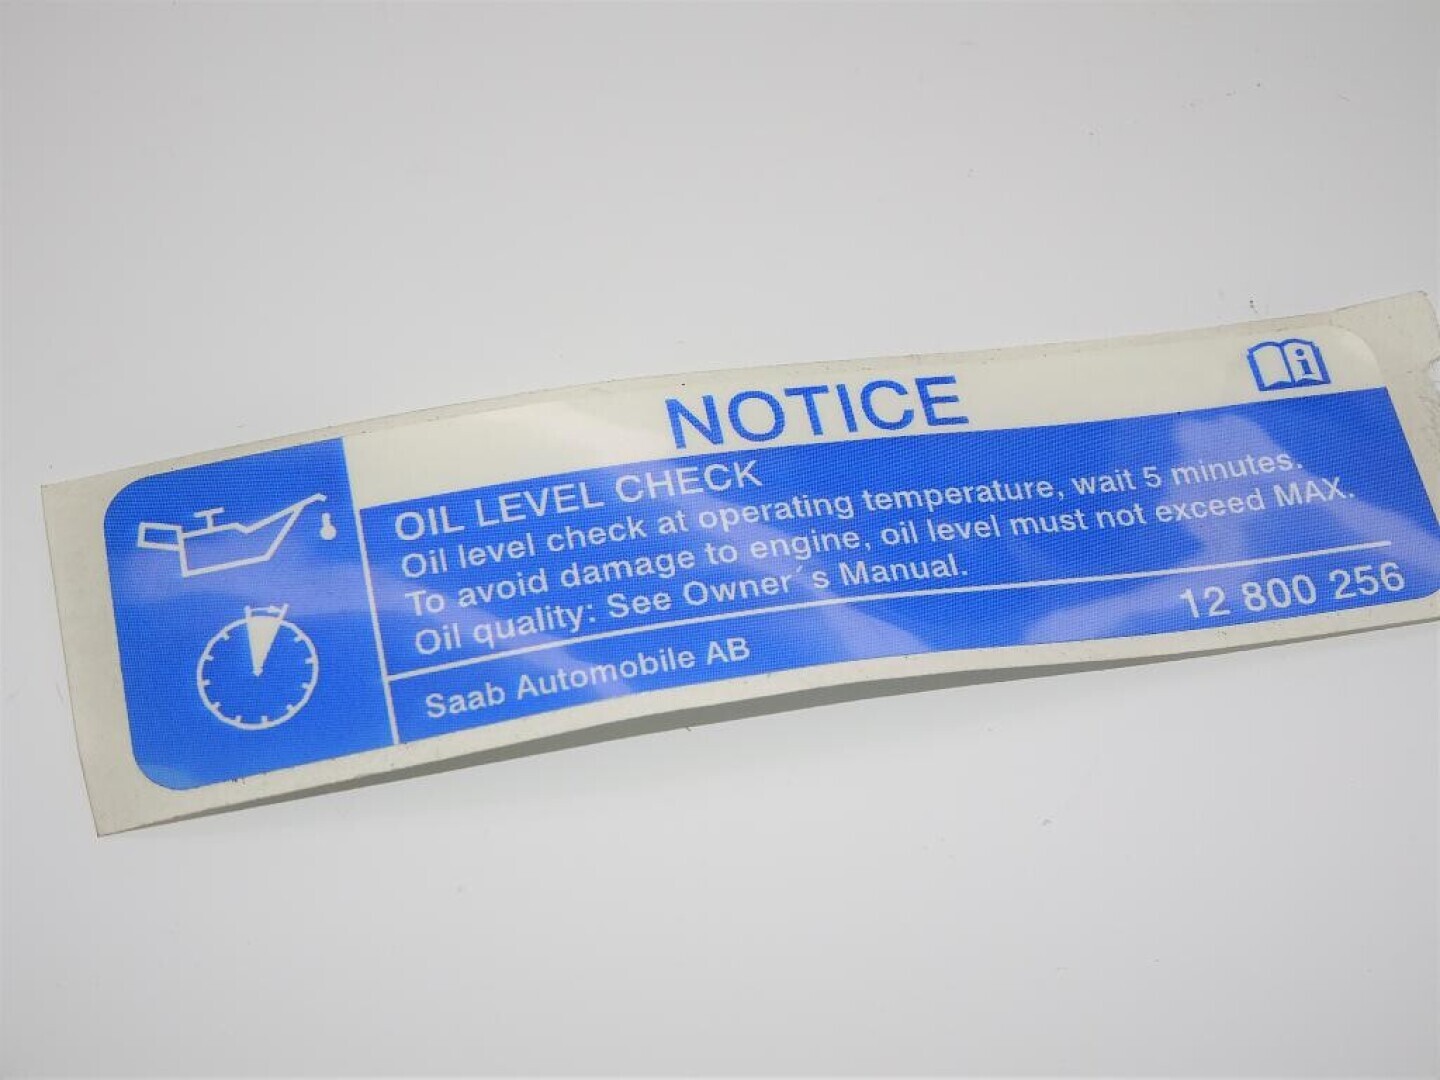 NOTICE
OIL LEVEL CHECK
Oil level check at operating temperature, wait 5 minutes.
To avoid damage to engine, oil level must not exceed MAX.
Oil quality: See Owner´s Manual.
Saab Automobile AB
12 800 256